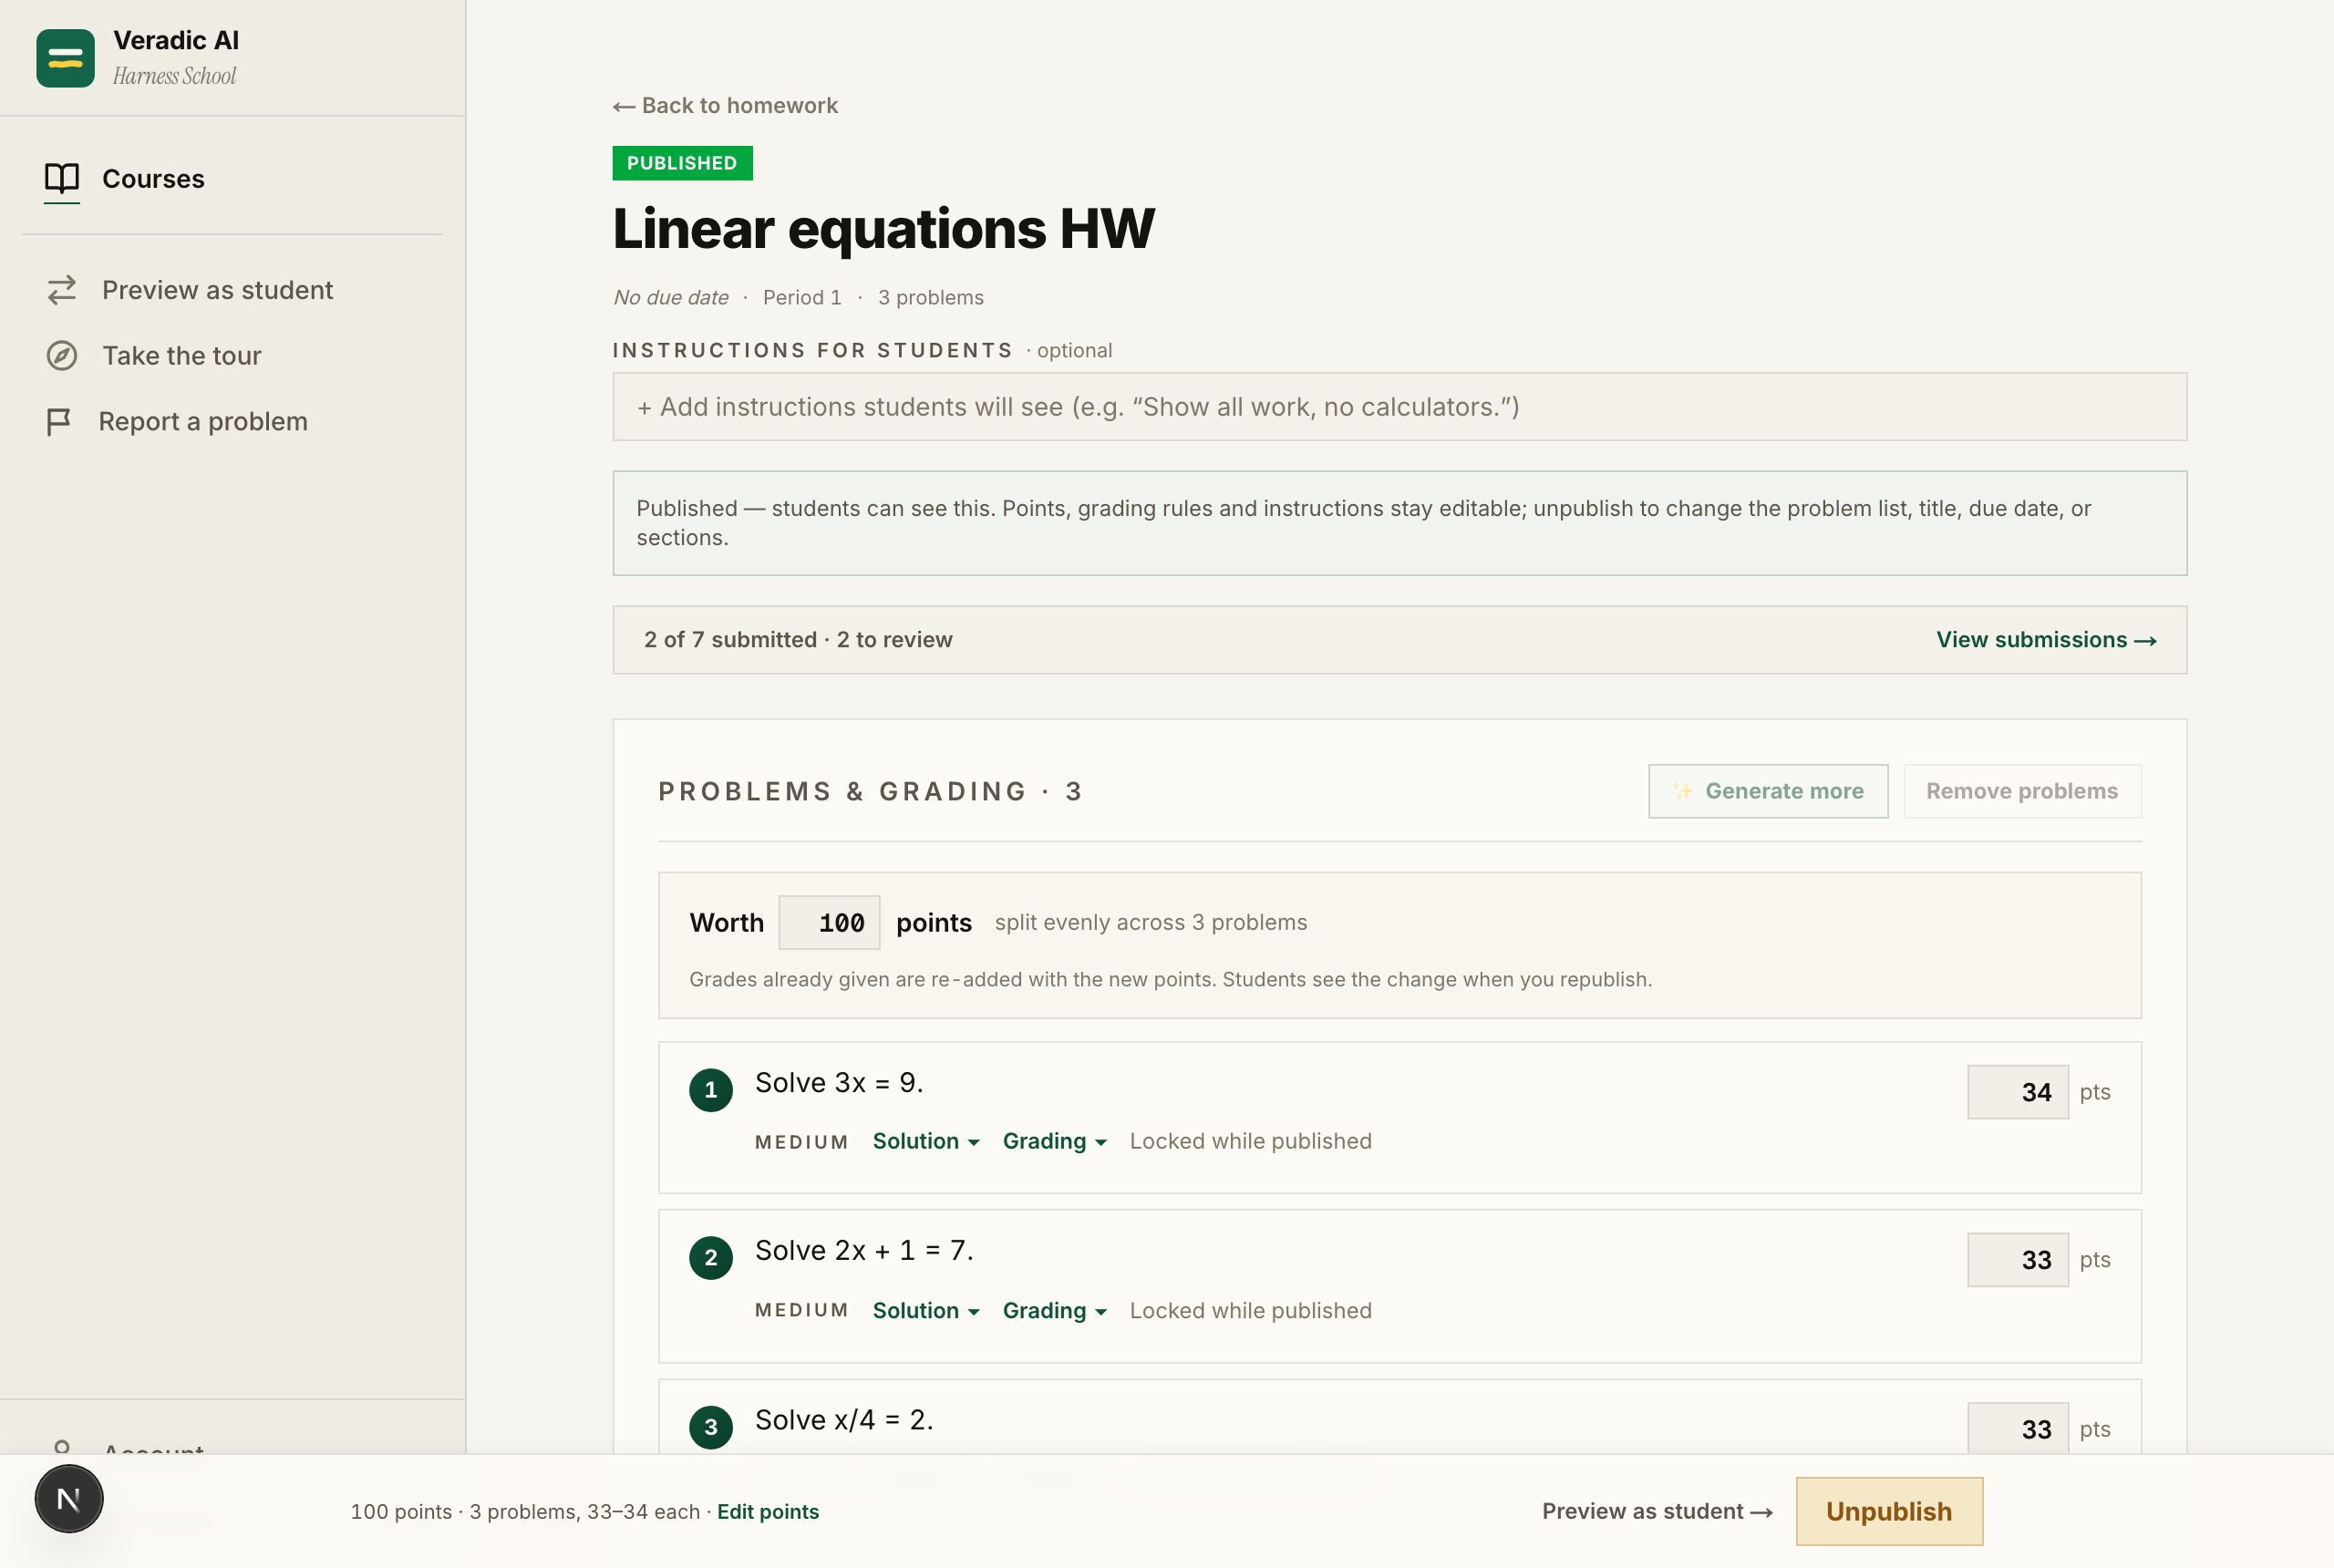 Veradic AI
Harness School
Courses
Preview as student
Take the tour
Report a problem
Account
← Back to homework
PUBLISHED
Linear equations HW
No due date · Period 1 · 3 problems
INSTRUCTIONS FOR STUDENTS · optional
+ Add instructions students will see (e.g. “Show all work, no calculators.”)
Published — students can see this. Points, grading rules and instructions stay editable; unpublish to change the problem list, title, due date, or
sections.
2 of 7 submitted · 2 to review
View submissions →
PROBLEMS & GRADING · 3
✨ Generate more
Remove problems
Worth 100 points split evenly across 3 problems
Grades already given are re-added with the new points. Students see the change when you republish.
1 Solve 3x = 9. 34 pts
MEDIUM Solution ▾ Grading ▾ Locked while published
2 Solve 2x + 1 = 7. 33 pts
MEDIUM Solution ▾ Grading ▾ Locked while published
3 Solve x/4 = 2. 33 pts
N
100 points · 3 problems, 33–34 each · Edit points
Preview as student →
Unpublish